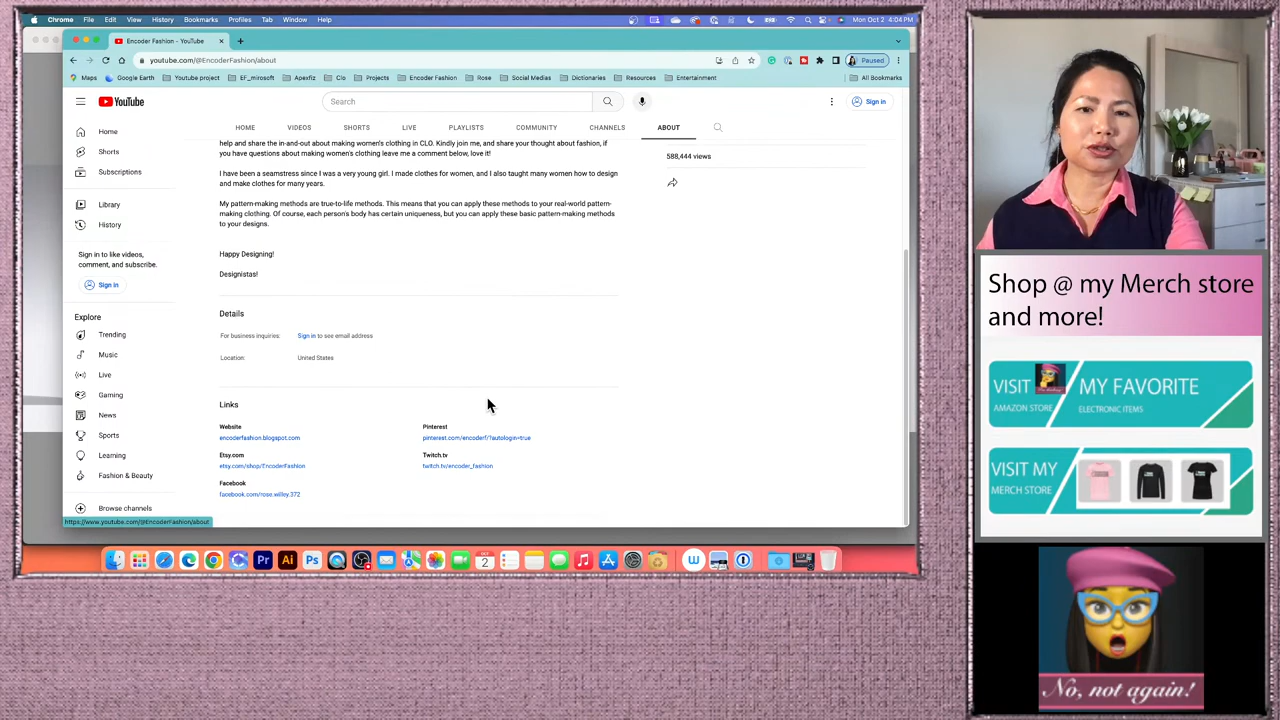 Chrome File Edit View History Bookmarks Profiles Tab Window Help
Mon Oct 2 4:04PM
Encoder Fashion - YouTube
youtube.com/@EncoderFashion/about
Paused
Maps Google Earth Youtube project EF_mirosoft Apexfiz Clo Projects Encoder Fashion Rose Social Medias Dictionaries Resources Entertainment All Bookmarks
YouTube
Search
Sign in
HOME VIDEOS SHORTS LIVE PLAYLISTS COMMUNITY CHANNELS ABOUT
Home
Shorts
Subscriptions
Library
History
Sign in to like videos,
comment, and subscribe.
Sign in
Explore
Trending
Music
Live
Gaming
News
Sports
Learning
Fashion & Beauty
Browse channels
https://www.youtube.com/@EncoderFashion/about
help and share the in-and-out about making women's clothing in CLO. Kindly join me, and share your thought about fashion, if
you have questions about making women's clothing leave me a comment below, love it!
I have been a seamstress since I was a very young girl. I made clothes for women, and I also taught many women how to design
and make clothes for many years.
My pattern-making methods are true-to-life methods. This means that you can apply these methods to your real-world pattern-
making clothing. Of course, each person's body has certain uniqueness, but you can apply these basic pattern-making methods
to your designs.
Happy Designing!
Designistas!
588,444 views
Details
For business inquiries: Sign in to see email address
Location: United States
Links
Website
encoderfashion.blogspot.com
Pinterest
pinterest.com/encoderf/?autologin=true
Etsy.com
etsy.com/shop/EncoderFashion
Twitch.tv
twitch.tv/encoder_fashion
Facebook
facebook.com/rose.willey.372
OCT
2
Pr
Ai
Ps
W
Shop @ my Merch store
and more!
VISIT
AMAZON STORE
MY FAVORITE
ELECTRONIC ITEMS
VISIT MY
MERCH STORE
No, not again!